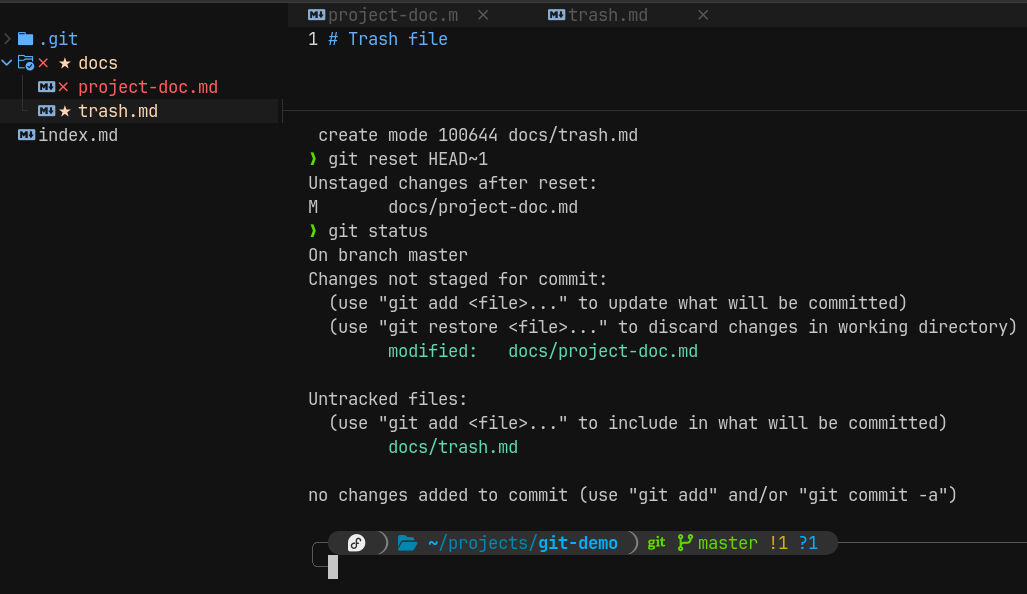 project-doc.m
trash.md
.git
docs
project-doc.md
trash.md
index.md
1 # Trash file
create mode 100644 docs/trash.md
❯ git reset HEAD~1
Unstaged changes after reset:
M docs/project-doc.md
❯ git status
On branch master
Changes not staged for commit:
(use "git add <file>..." to update what will be committed)
(use "git restore <file>..." to discard changes in working directory)
modified: docs/project-doc.md
Untracked files:
(use "git add <file>..." to include in what will be committed)
docs/trash.md
no changes added to commit (use "git add" and/or "git commit -a")
~/projects/git-demo git master !1 ?1